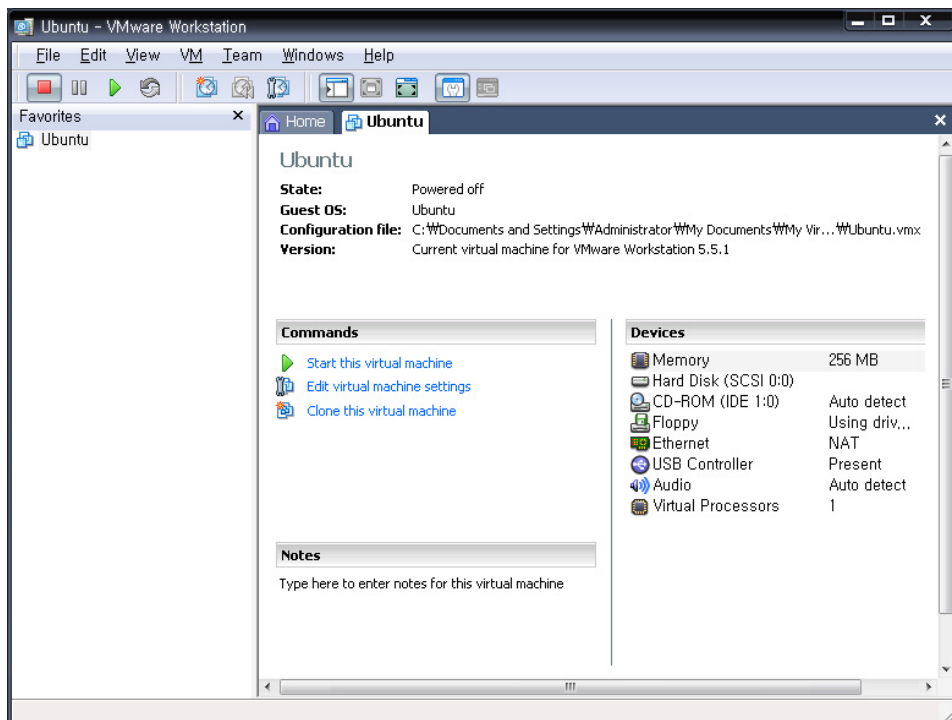 Ubuntu - VMware Workstation
File Edit View VM Team Windows Help
Favorites
Ubuntu
Home Ubuntu
Ubuntu
State: Powered off
Guest OS: Ubuntu
Configuration file: C:₩Documents and Settings₩Administrator₩My Documents₩My Vir...₩Ubuntu.vmx
Version: Current virtual machine for VMware Workstation 5.5.1
Commands
Start this virtual machine
Edit virtual machine settings
Clone this virtual machine
Devices
Memory 256 MB
Hard Disk (SCSI 0:0)
CD-ROM (IDE 1:0) Auto detect
Floppy Using driv...
Ethernet NAT
USB Controller Present
Audio Auto detect
Virtual Processors 1
Notes
Type here to enter notes for this virtual machine